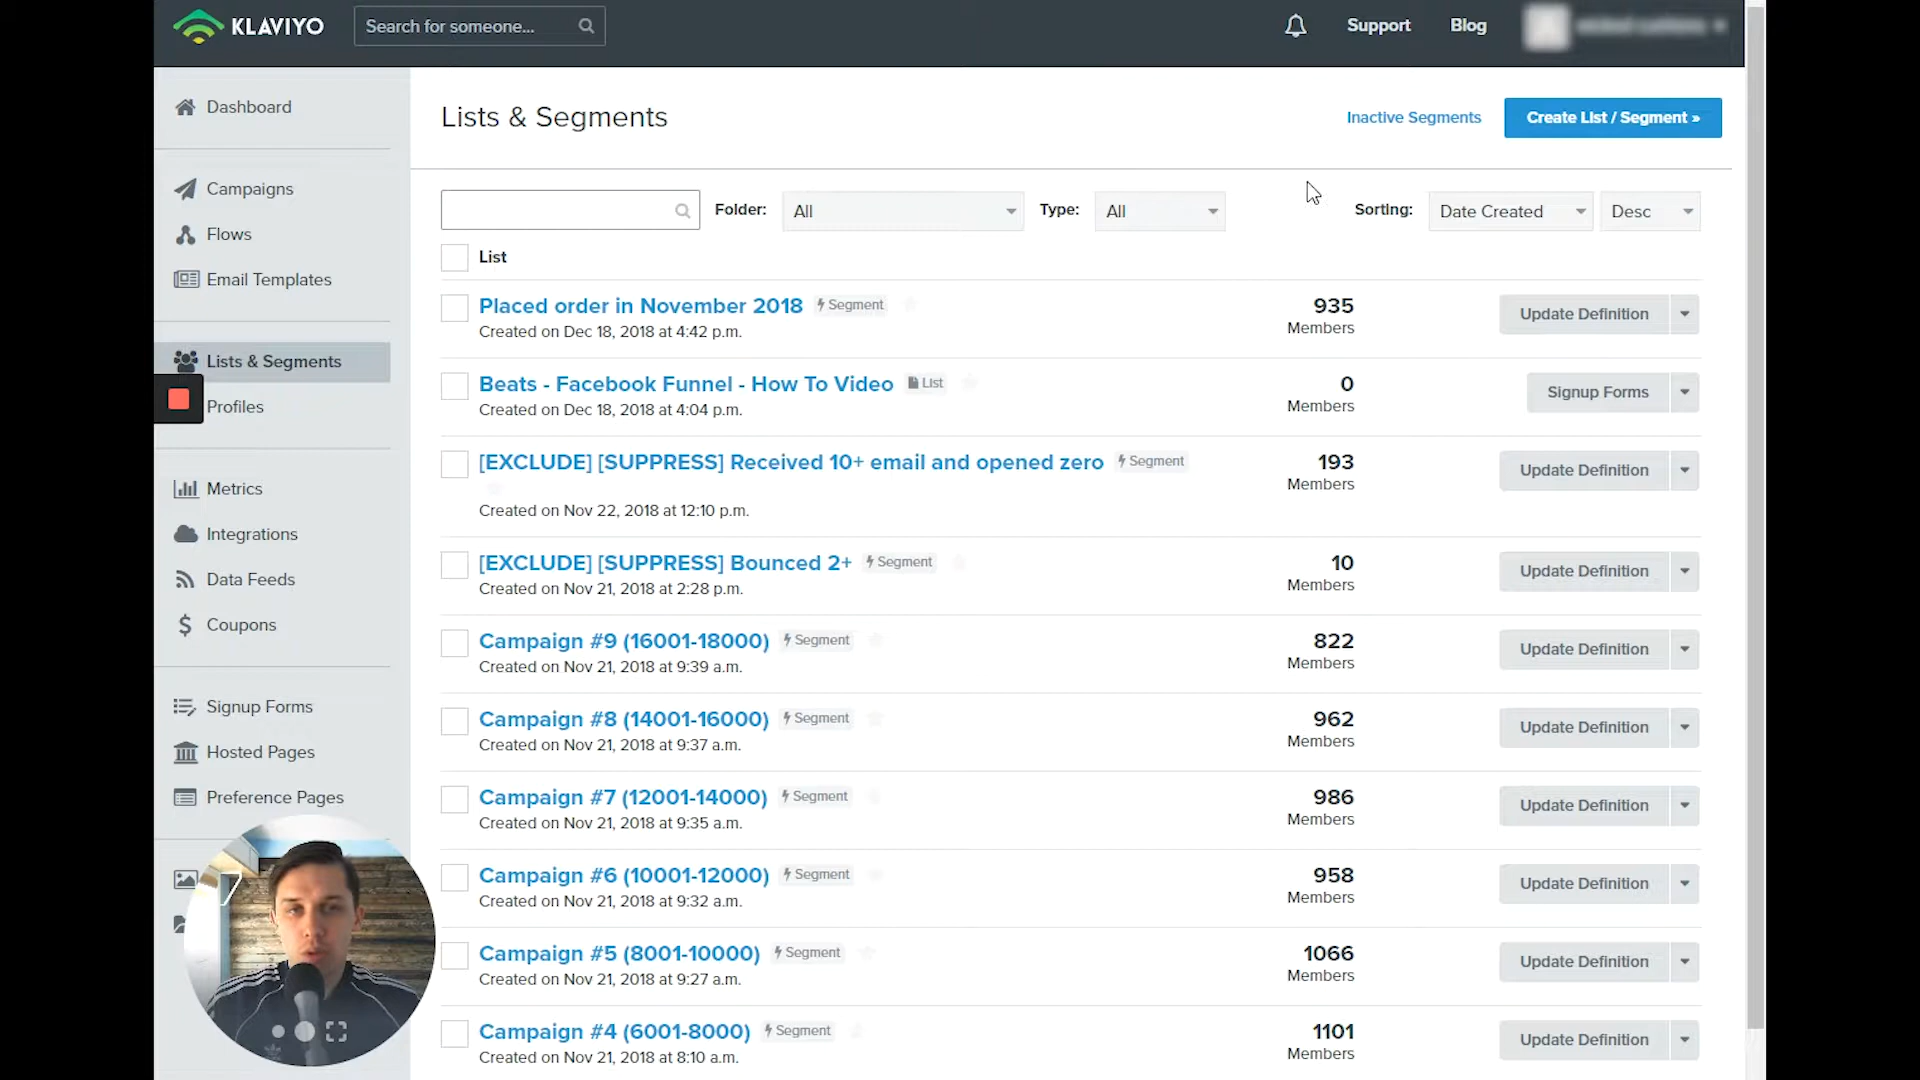 KLAVIYO
Search for someone...
Support
Blog
Dashboard
Campaigns
Flows
Email Templates
Lists & Segments
Profiles
Metrics
Integrations
Data Feeds
Coupons
Signup Forms
Hosted Pages
Preference Pages
Lists & Segments
Inactive Segments
Create List / Segment »
Folder: All
Type: All
Sorting: Date Created Desc
List
Placed order in November 2018 Segment
Created on Dec 18, 2018 at 4:42 p.m.
935
Members
Update Definition
Beats - Facebook Funnel - How To Video List
Created on Dec 18, 2018 at 4:04 p.m.
0
Members
Signup Forms
[EXCLUDE] [SUPPRESS] Received 10+ email and opened zero Segment
Created on Nov 22, 2018 at 12:10 p.m.
193
Members
Update Definition
[EXCLUDE] [SUPPRESS] Bounced 2+ Segment
Created on Nov 21, 2018 at 2:28 p.m.
10
Members
Update Definition
Campaign #9 (16001-18000) Segment
Created on Nov 21, 2018 at 9:39 a.m.
822
Members
Update Definition
Campaign #8 (14001-16000) Segment
Created on Nov 21, 2018 at 9:37 a.m.
962
Members
Update Definition
Campaign #7 (12001-14000) Segment
Created on Nov 21, 2018 at 9:35 a.m.
986
Members
Update Definition
Campaign #6 (10001-12000) Segment
Created on Nov 21, 2018 at 9:32 a.m.
958
Members
Update Definition
Campaign #5 (8001-10000) Segment
Created on Nov 21, 2018 at 9:27 a.m.
1066
Members
Update Definition
Campaign #4 (6001-8000) Segment
Created on Nov 21, 2018 at 8:10 a.m.
1101
Members
Update Definition